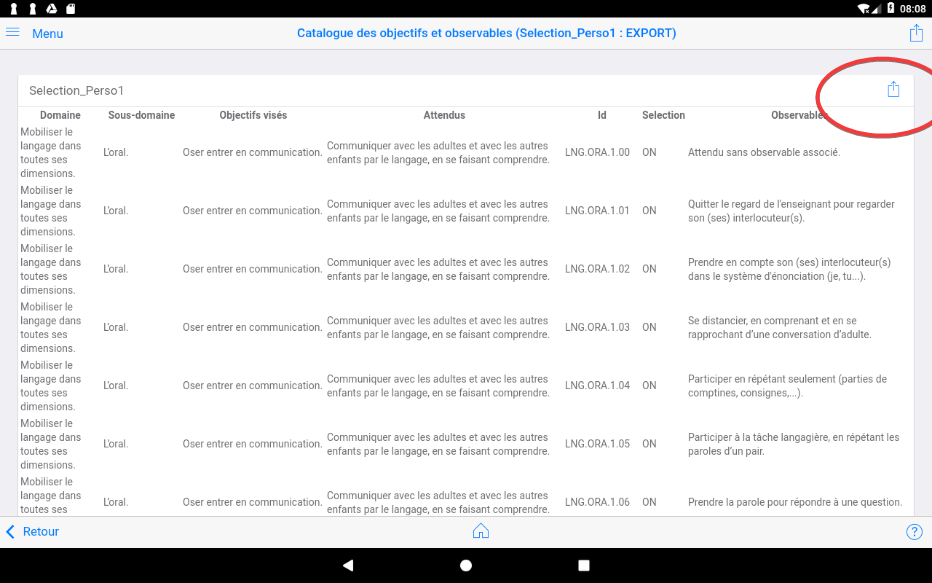 08:08
Menu
Catalogue des objectifs et observables (Selection_Perso1 : EXPORT)
Selection_Perso1
Domaine Sous-domaine Objectifs visés Attendus Id Selection Observables
Mobiliser le
langage dans
toutes ses
dimensions.
L'oral.
Oser entrer en communication.
Communiquer avec les adultes et avec les autres
enfants par le langage, en se faisant comprendre.
LNG.ORA.1.00
ON
Attendu sans observable associé.
Mobiliser le
langage dans
toutes ses
dimensions.
L'oral.
Oser entrer en communication.
Communiquer avec les adultes et avec les autres
enfants par le langage, en se faisant comprendre.
LNG.ORA.1.01
ON
Quitter le regard de l'enseignant pour regarder
son (ses) interlocuteur(s).
Mobiliser le
langage dans
toutes ses
dimensions.
L'oral.
Oser entrer en communication.
Communiquer avec les adultes et avec les autres
enfants par le langage, en se faisant comprendre.
LNG.ORA.1.02
ON
Prendre en compte son (ses) interlocuteur(s)
dans le système d'énonciation (je, tu...).
Mobiliser le
langage dans
toutes ses
dimensions.
L'oral.
Oser entrer en communication.
Communiquer avec les adultes et avec les autres
enfants par le langage, en se faisant comprendre.
LNG.ORA.1.03
ON
Se distancier, en comprenant et en se
rapprochant d'une conversation d'adulte.
Mobiliser le
langage dans
toutes ses
dimensions.
L'oral.
Oser entrer en communication.
Communiquer avec les adultes et avec les autres
enfants par le langage, en se faisant comprendre.
LNG.ORA.1.04
ON
Participer en répétant seulement (parties de
comptines, consignes,...).
Mobiliser le
langage dans
toutes ses
dimensions.
L'oral.
Oser entrer en communication.
Communiquer avec les adultes et avec les autres
enfants par le langage, en se faisant comprendre.
LNG.ORA.1.05
ON
Participer à la tâche langagière, en répétant les
paroles d'un pair.
Mobiliser le
langage dans
toutes ses
L'oral.
Oser entrer en communication.
Communiquer avec les adultes et avec les autres
enfants par le langage, en se faisant comprendre.
LNG.ORA.1.06
ON
Prendre la parole pour répondre à une question.
Retour
?